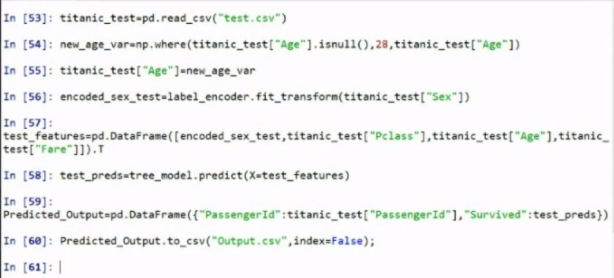 In [53]: titanic_test=pd.read_csv("test.csv")
In [54]: new_age_var=np.where(titanic_test["Age"].isnull(),28,titanic_test["Age"])
In [55]: titanic_test["Age"]=new_age_var
In [56]: encoded_sex_test=label_encoder.fit_transform(titanic_test["Sex"])
In [57]:
test_features=pd.DataFrame([encoded_sex_test,titanic_test["Pclass"],titanic_test["Age"],titanic_
test["Fare"]]).T
In [58]: test_preds=tree_model.predict(X=test_features)
In [59]:
Predicted_Output=pd.DataFrame({"PassengerId":titanic_test["PassengerId"],"Survived":test_preds})
In [60]: Predicted_Output.to_csv("Output.csv",index=False);
In [61]: